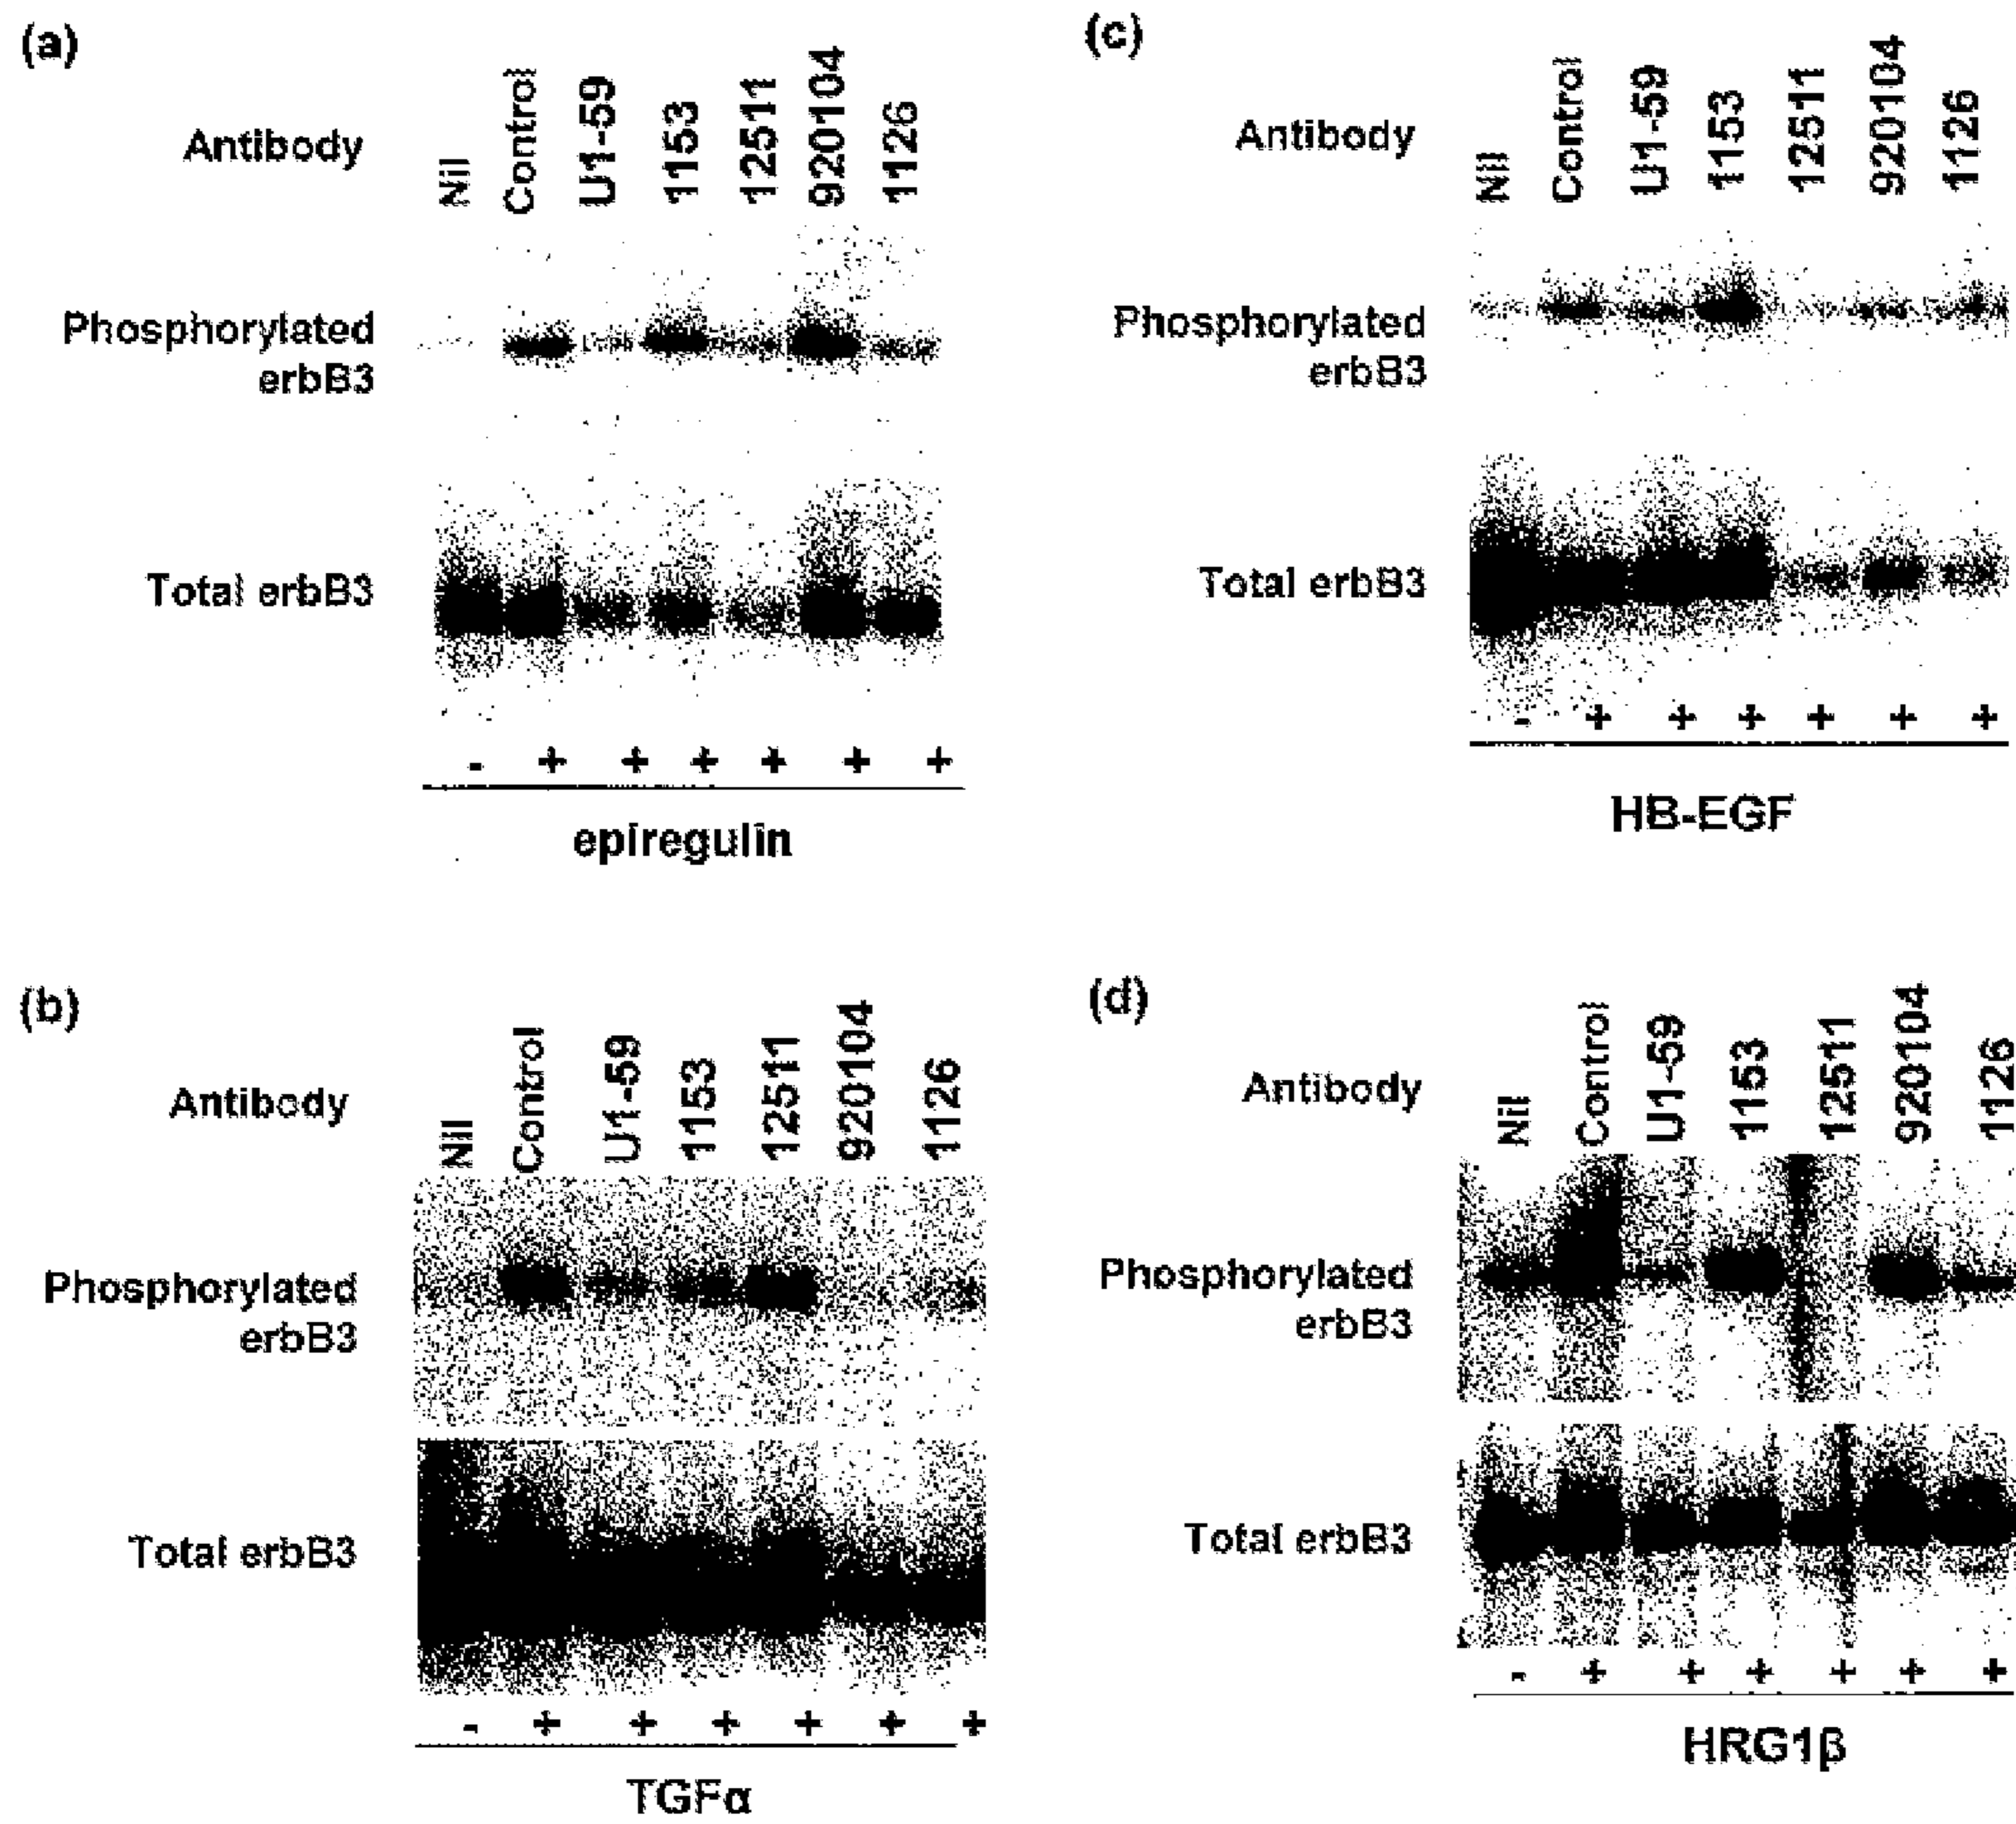 (a)
Antibody
Nil
Control
U1-59
1153
12511
920104
1126
Phosphorylated
erbB3
Total erbB3
- + + + + + +
epiregulin
(b)
Antibody
Nil
Control
U1-59
1153
12511
920104
1126
Phosphorylated
erbB3
Total erbB3
- + + + + + +
TGFα
(c)
Antibody
Nil
Control
U1-59
1153
12511
920104
1126
Phosphorylated
erbB3
Total erbB3
- + + + + + +
HB-EGF
(d)
Antibody
Nil
Control
U1-59
1153
12511
920104
1126
Phosphorylated
erbB3
Total erbB3
- + + + + + +
HRG1β